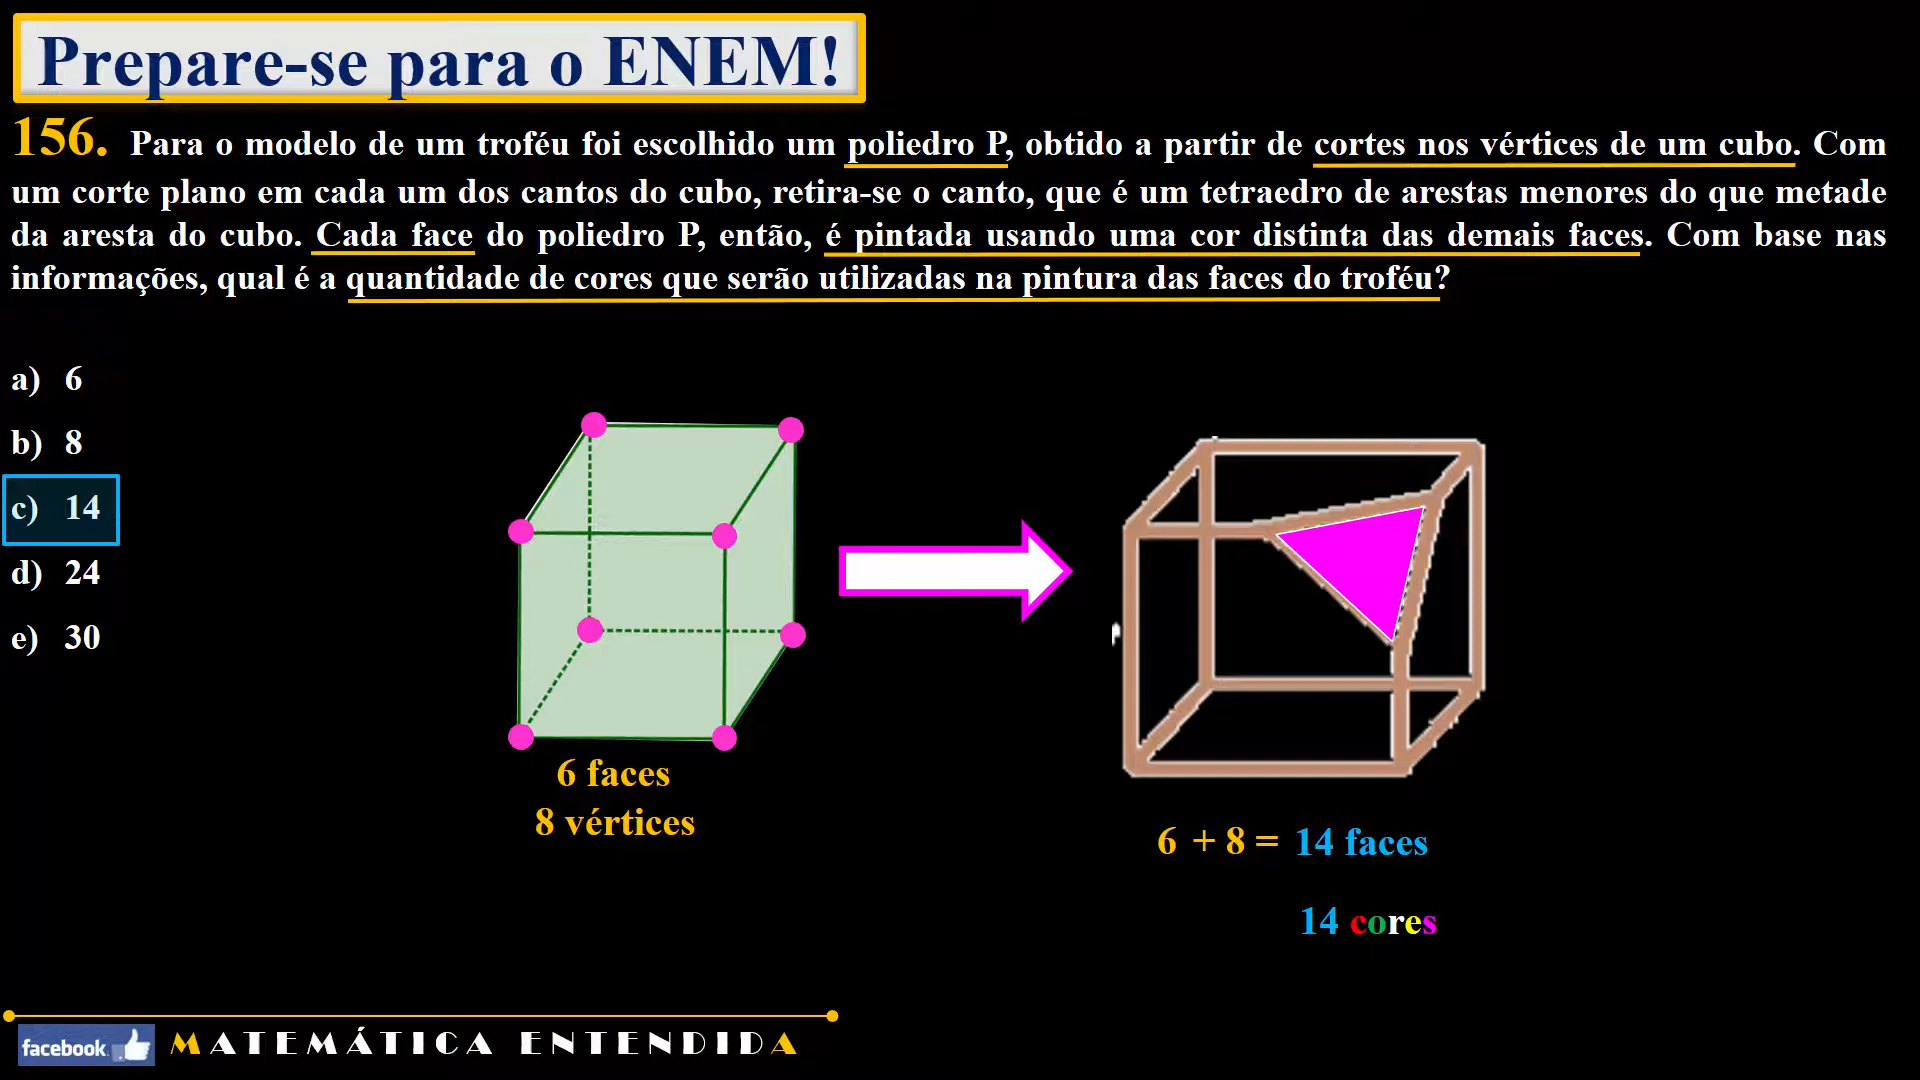 Prepare-se para o ENEM!
156. Para o modelo de um troféu foi escolhido um poliedro P, obtido a partir de cortes nos vértices de um cubo. Com
um corte plano em cada um dos cantos do cubo, retira-se o canto, que é um tetraedro de arestas menores do que metade
da aresta do cubo. Cada face do poliedro P, então, é pintada usando uma cor distinta das demais faces. Com base nas
informações, qual é a quantidade de cores que serão utilizadas na pintura das faces do troféu?
a) 6
b) 8
c) 14
d) 24
e) 30
6 faces
8 vértices
6 + 8 = 14 faces
14 cores
facebook MATEMÁTICA ENTENDIDA